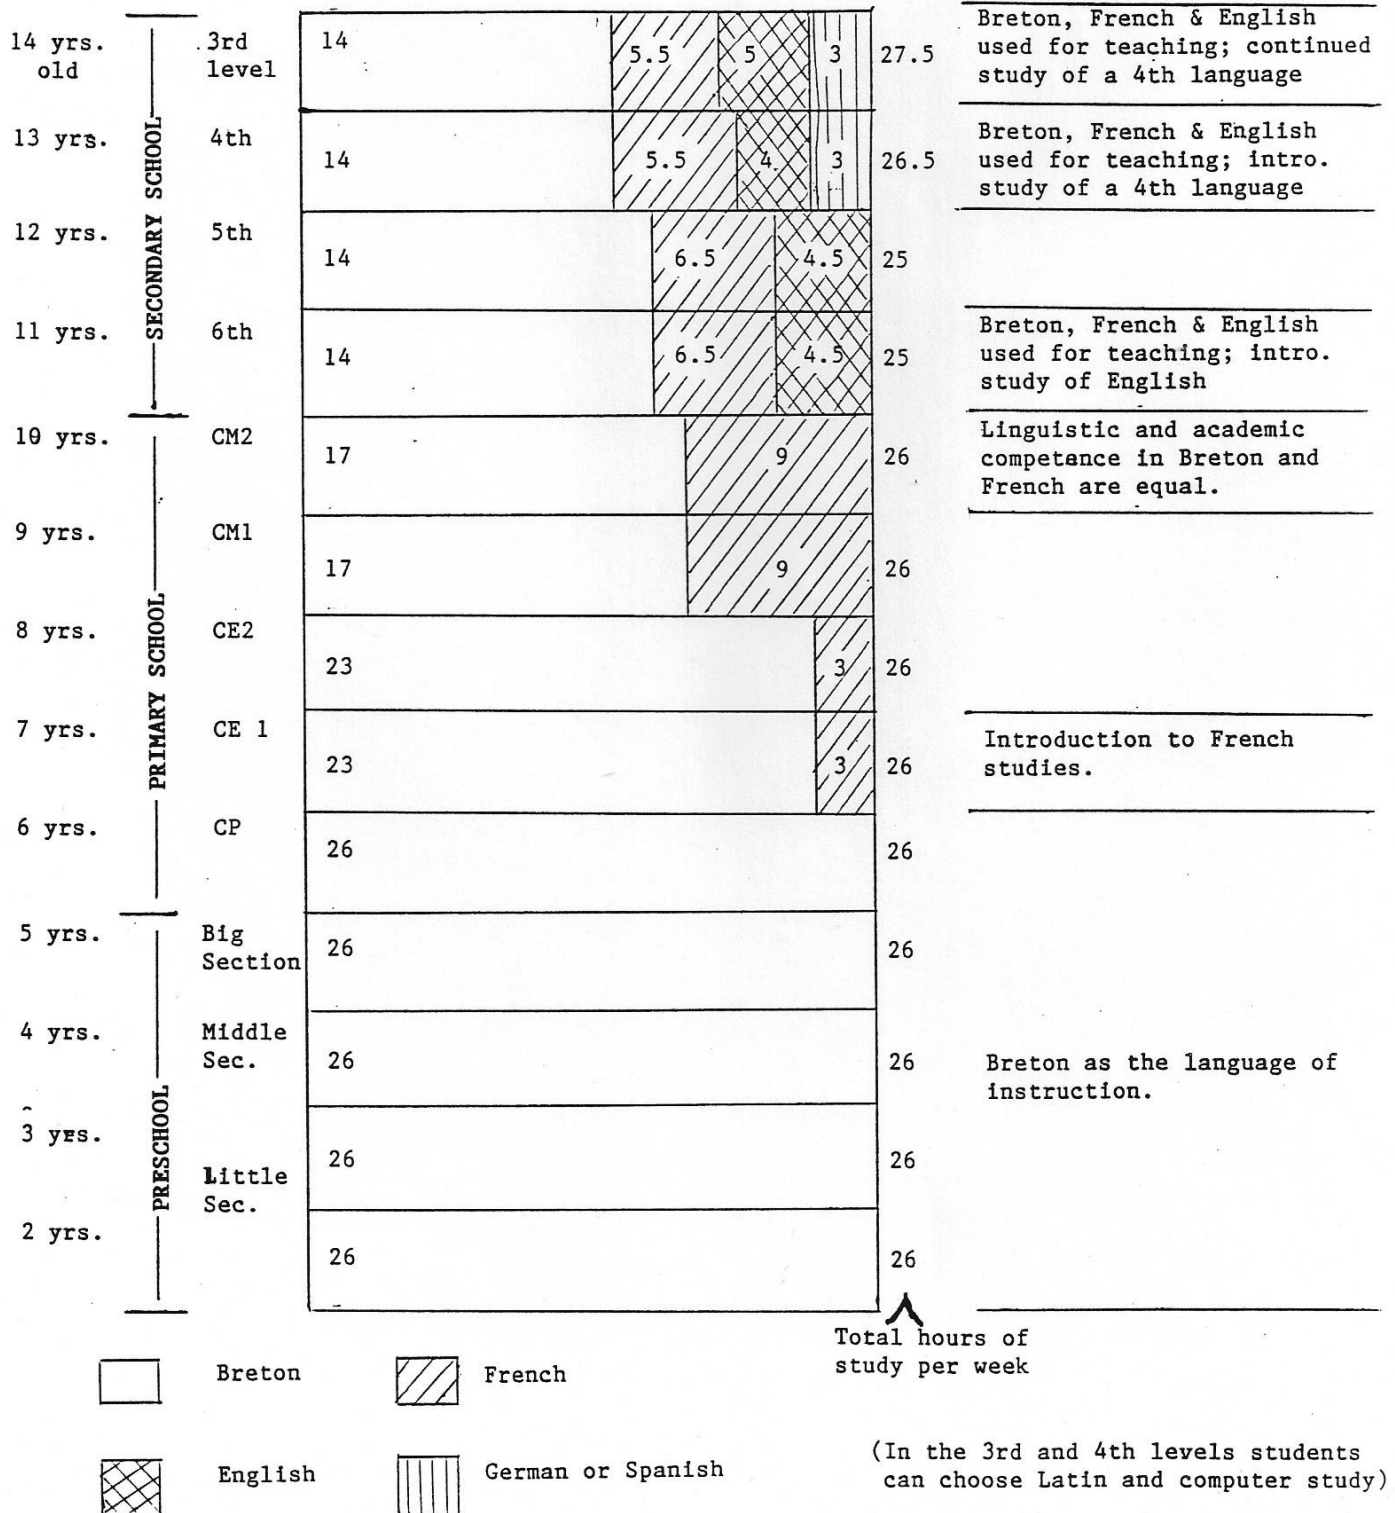 14 yrs.
old
3rd
level
14
5.5
5
3
27.5
Breton, French & English
used for teaching; continued
study of a 4th language
13 yrs.
4th
14
5.5
4
3
26.5
Breton, French & English
used for teaching; intro.
study of a 4th language
SECONDARY SCHOOL
12 yrs.
5th
14
6.5
4.5
25
11 yrs.
6th
14
6.5
4.5
25
Breton, French & English
used for teaching; intro.
study of English
10 yrs.
CM2
17
9
26
Linguistic and academic
competence in Breton and
French are equal.
9 yrs.
CM1
17
9
26
PRIMARY SCHOOL
8 yrs.
CE2
23
3
26
7 yrs.
CE 1
23
3
26
Introduction to French
studies.
6 yrs.
CP
26
26
5 yrs.
Big
Section
26
26
4 yrs.
Middle
Sec.
26
26
Breton as the language of
instruction.
PRESCHOOL
3 yrs.
26
26
Little
Sec.
2 yrs.
26
26
Total hours of
study per week
Breton
French
English
German or Spanish
(In the 3rd and 4th levels students
can choose Latin and computer study)